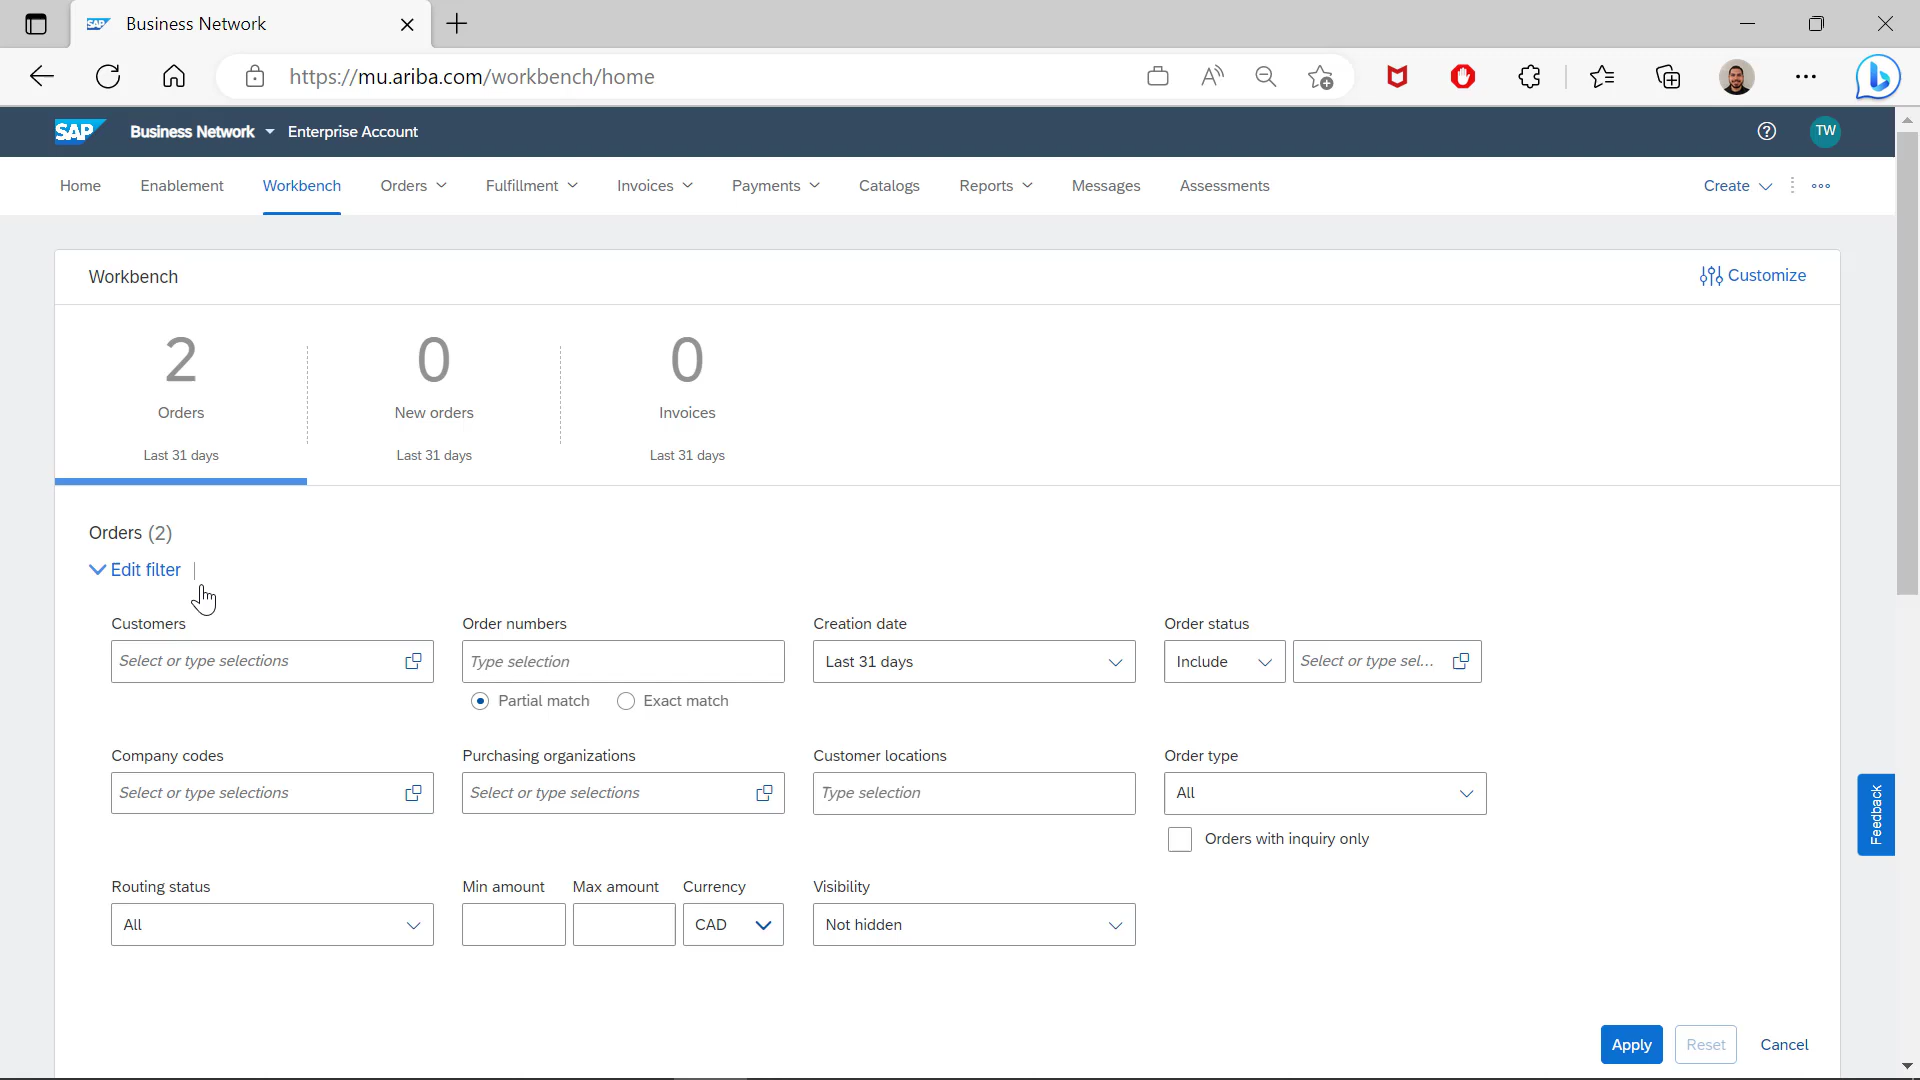 SAP Business Network
https://mu.ariba.com/workbench/home
SAP Business Network Enterprise Account TW
Home Enablement Workbench Orders Fulfillment Invoices Payments Catalogs Reports Messages Assessments Create
Workbench Customize
2 0 0
Orders New orders Invoices
Last 31 days Last 31 days Last 31 days
Orders (2)
Edit filter
Customers Order numbers Creation date Order status
Select or type selections Type selection Last 31 days Include Select or type sel...
Partial match Exact match
Company codes Purchasing organizations Customer locations Order type
Select or type selections Select or type selections Type selection All
Orders with inquiry only
Feedback
Routing status Min amount Max amount Currency Visibility
All CAD Not hidden
Apply Reset Cancel